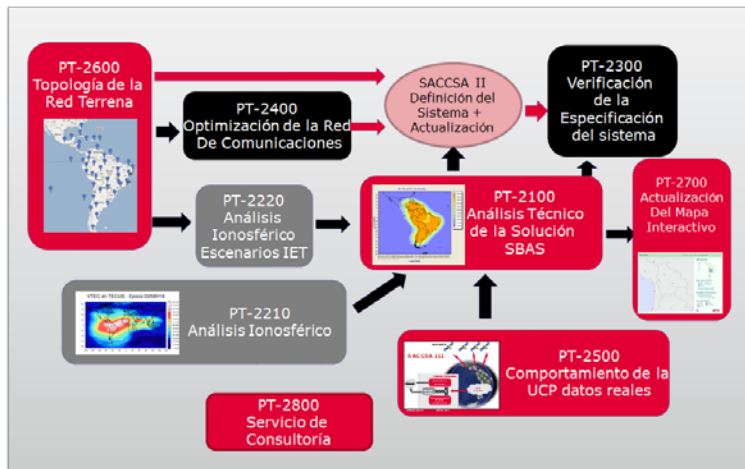 PT-2600
Topología de la
Red Terrena
PT-2400
Optimización de la Red
De Comunicaciones
SACCSA II
Definición del
Sistema +
Actualización
PT-2300
Verificación
de la
Especificación
del sistema
PT-2220
Análisis
Ionosférico
Escenarios IET
PT-2100
Análisis Técnico
de la Solución
SBAS
PT-2700
Actualización
Del Mapa
Interactivo
PT-2210
Análisis Ionosférico
PT-2500
Comportamiento de la
UCP datos reales
PT-2800
Servicio de
Consultoría